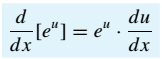 d/dx [e^u] = e^u · du/dx